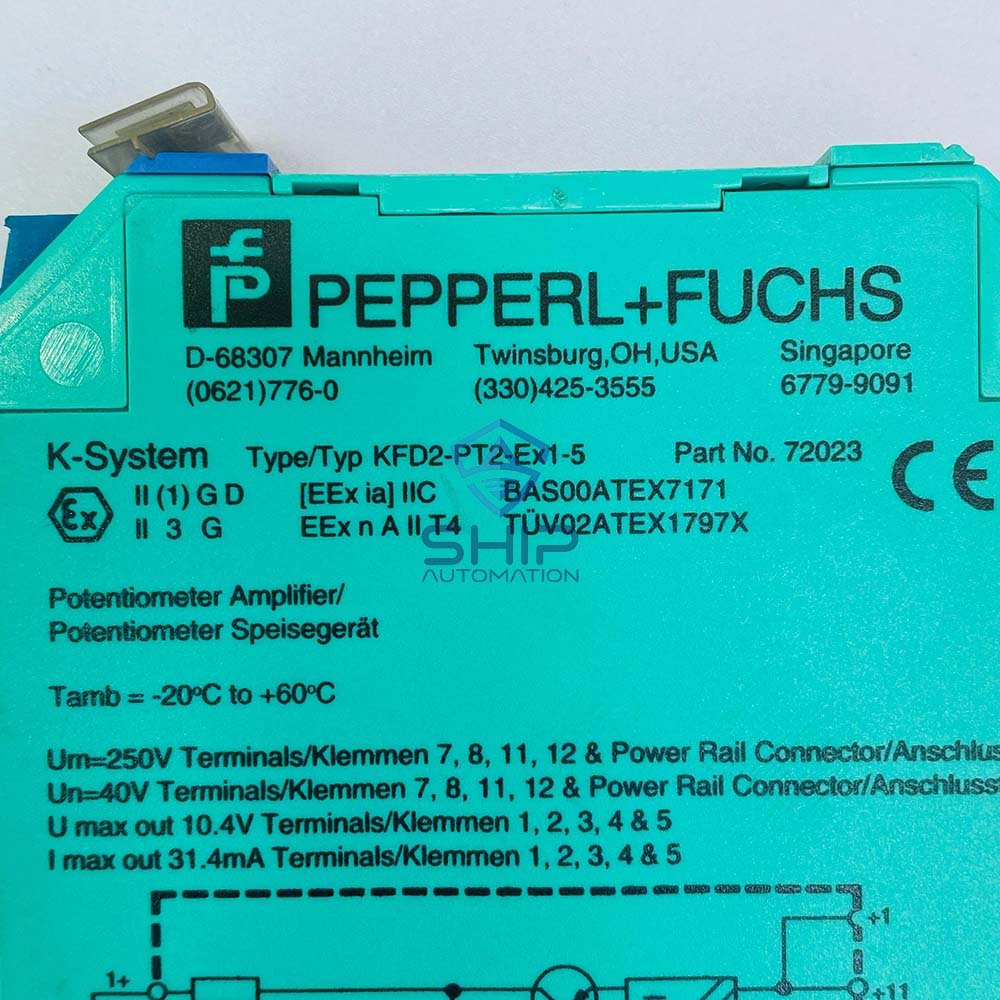 PEPPERL+FUCHS
D-68307 Mannheim Twinsburg,OH,USA Singapore
(0621)776-0 (330)425-3555 6779-9091
K-System Type/Typ KFD2-PT2-Ex1-5 Part No. 72023 CE
Ex II (1) G D [EEx ia] IIC BAS00ATEX7171
II 3 G EEx n A II T4 TÜV02ATEX1797X
SHIP
AUTOMATION
Potentiometer Amplifier/
Potentiometer Speisegerät
Tamb = -20°C to +60°C
Um=250V Terminals/Klemmen 7, 8, 11, 12 & Power Rail Connector/Anschlus
Un=40V Terminals/Klemmen 7, 8, 11, 12 & Power Rail Connector/Anschluss
U max out 10.4V Terminals/Klemmen 1, 2, 3, 4 & 5
I max out 31.4mA Terminals/Klemmen 1, 2, 3, 4 & 5
+1
1+
+11